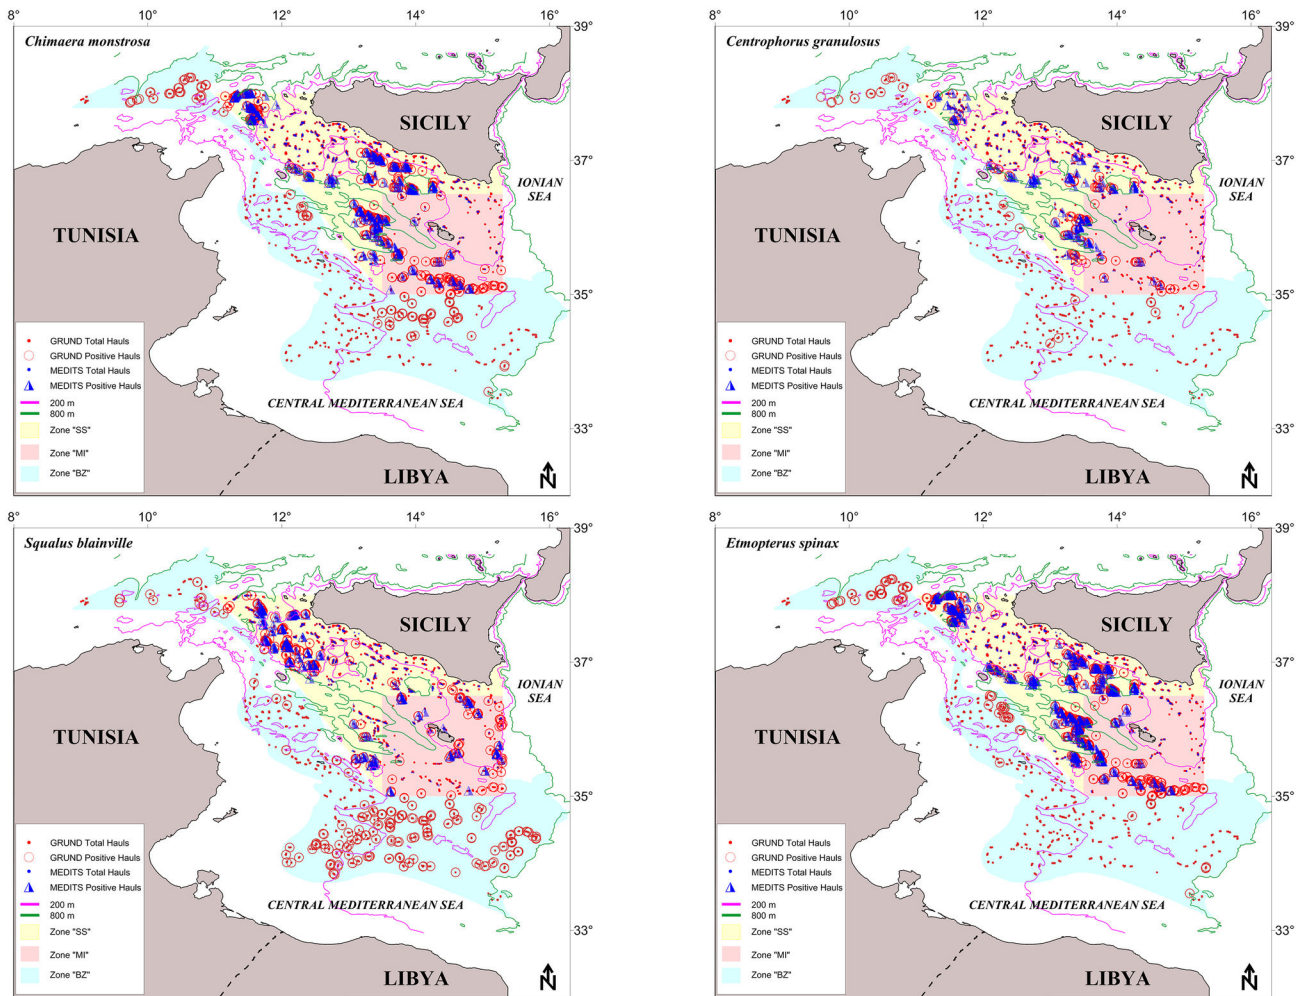 8° 10° 12° 14° 16°
39°
Chimaera monstrosa
SICILY
37°
IONIAN
SEA
TUNISIA
35°
GRUND Total Hauls
GRUND Positive Hauls
MEDITS Total Hauls
MEDITS Positive Hauls
200 m
800 m
Zone "SS"
Zone "MI"
Zone "BZ"
CENTRAL MEDITERRANEAN SEA
33°
LIBYA
N
8° 10° 12° 14° 16°
39°
Centrophorus granulosus
SICILY
37°
IONIAN
SEA
TUNISIA
35°
GRUND Total Hauls
GRUND Positive Hauls
MEDITS Total Hauls
MEDITS Positive Hauls
200 m
800 m
Zone "SS"
Zone "MI"
Zone "BZ"
CENTRAL MEDITERRANEAN SEA
33°
LIBYA
N
8° 10° 12° 14° 16°
39°
Squalus blainville
SICILY
37°
IONIAN
SEA
TUNISIA
35°
GRUND Total Hauls
GRUND Positive Hauls
MEDITS Total Hauls
MEDITS Positive Hauls
200 m
800 m
Zone "SS"
Zone "MI"
Zone "BZ"
CENTRAL MEDITERRANEAN SEA
33°
LIBYA
N
8° 10° 12° 14° 16°
39°
Etmopterus spinax
SICILY
37°
IONIAN
SEA
TUNISIA
35°
GRUND Total Hauls
GRUND Positive Hauls
MEDITS Total Hauls
MEDITS Positive Hauls
200 m
800 m
Zone "SS"
Zone "MI"
Zone "BZ"
CENTRAL MEDITERRANEAN SEA
33°
LIBYA
N